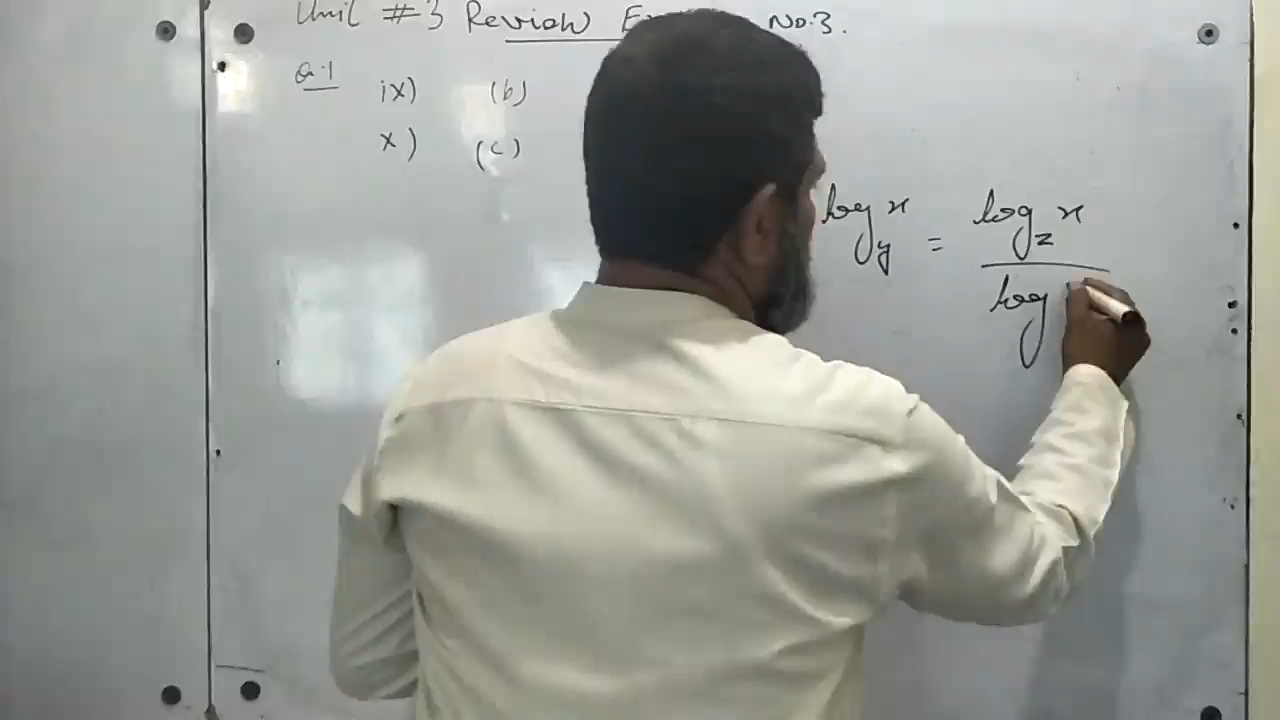 Unit #3 Review No.3.
Q.1 ix) (b)
x) (c)
log_y x = log_z x
log